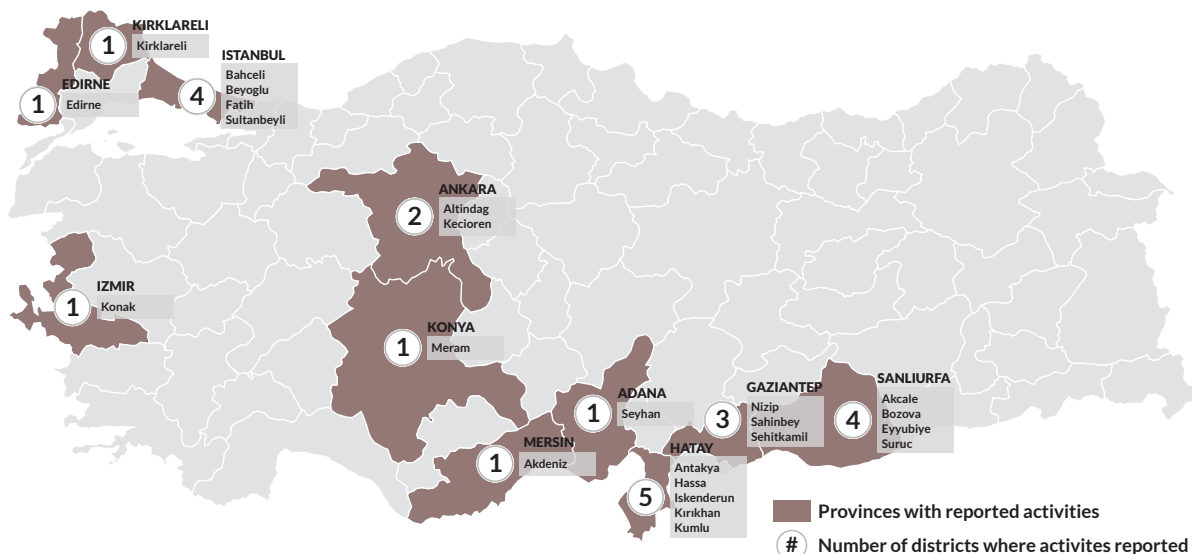 1
KIRKLARELI
Kirklareli
ISTANBUL
4
Bahceli
Beyoglu
Fatih
Sultanbeyli
EDIRNE
1
Edirne
ANKARA
2
Altindag
Kecioren
IZMIR
1
Konak
KONYA
1
Meram
ADANA
1
Seyhan
GAZIANTEP
3
Nizip
Sahinbey
Sehitkamil
SANLIURFA
4
Akcale
Bozova
Eyyubiye
Suruc
MERSIN
1
Akdeniz
HATAY
5
Antakya
Hassa
Iskenderun
Kırıkhan
Kumlu
Provinces with reported activities
# Number of districts where activites reported